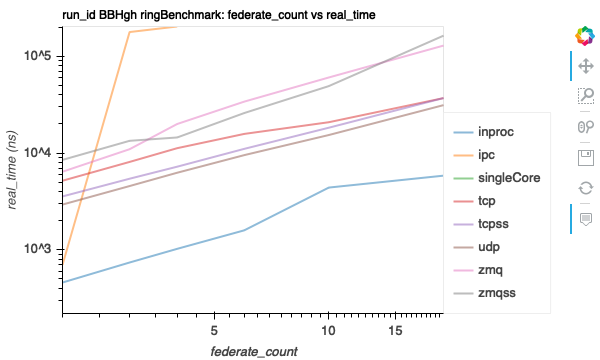 run_id BBHgh ringBenchmark: federate_count vs real_time
real_time (ns)
10^5
10^4
10^3
5
10
15
federate_count
inproc
ipc
singleCore
tcp
tcpss
udp
zmq
zmqss